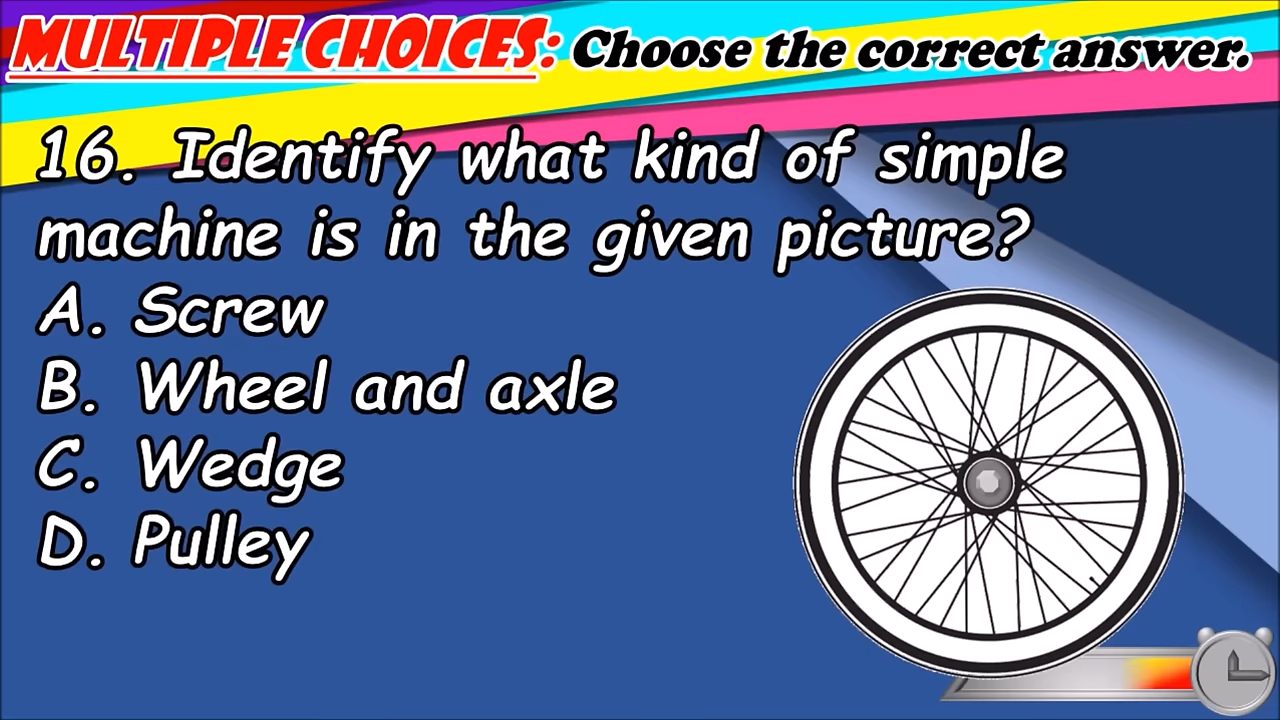 MULTIPLE CHOICES: Choose the correct answer.
16. Identify what kind of simple
machine is in the given picture?
A. Screw
B. Wheel and axle
C. Wedge
D. Pulley